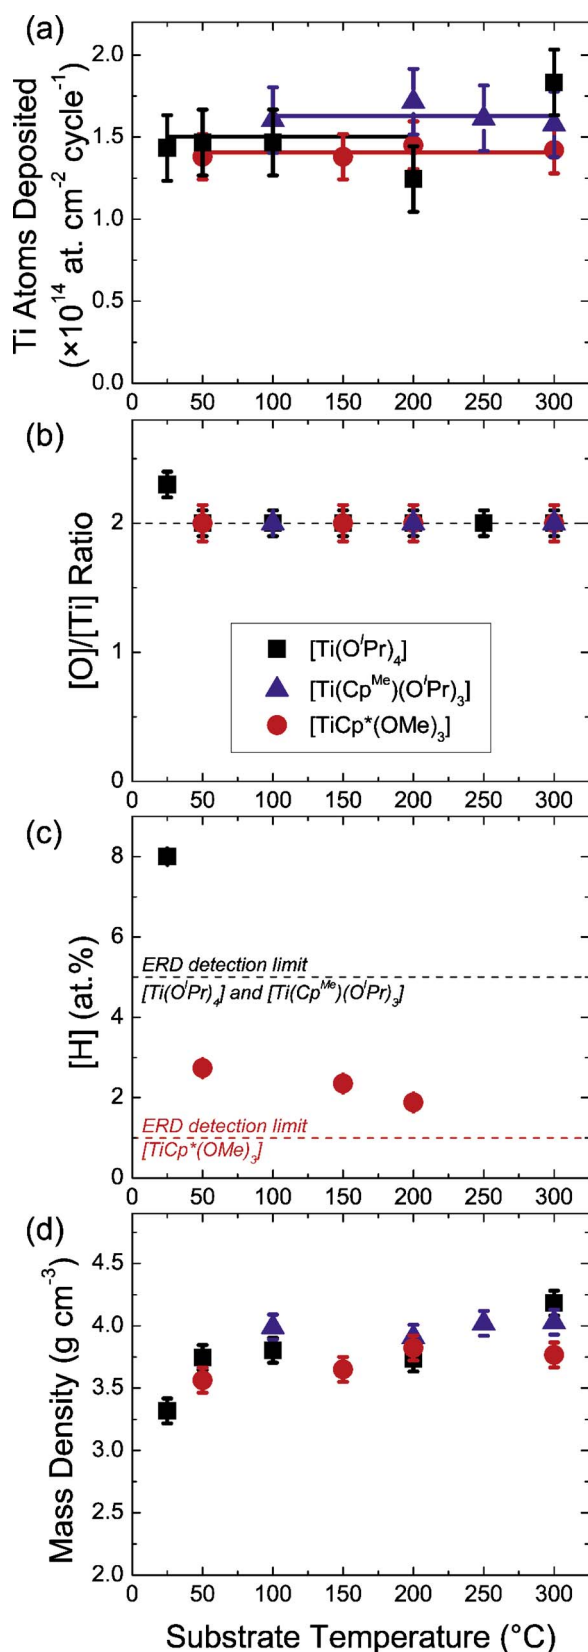 (a)
Ti Atoms Deposited
(×10¹⁴ at. cm⁻² cycle⁻¹)
2.0
1.5
1.0
0.5
0.0
0 50 100 150 200 250 300
(b)
[O]/[Ti] Ratio
2
1
0
[Ti(OⁱPr)₄]
[Ti(Cpᴹᵉ)(OⁱPr)₃]
[TiCp*(OMe)₃]
0 50 100 150 200 250 300
(c)
[H] (at.%)
8
6
4
2
0
ERD detection limit
[Ti(OⁱPr)₄] and [Ti(Cpᴹᵉ)(OⁱPr)₃]
ERD detection limit
[TiCp*(OMe)₃]
0 50 100 150 200 250 300
(d)
Mass Density (g cm⁻³)
4.5
4.0
3.5
3.0
2.5
2.0
0 50 100 150 200 250 300
Substrate Temperature (°C)